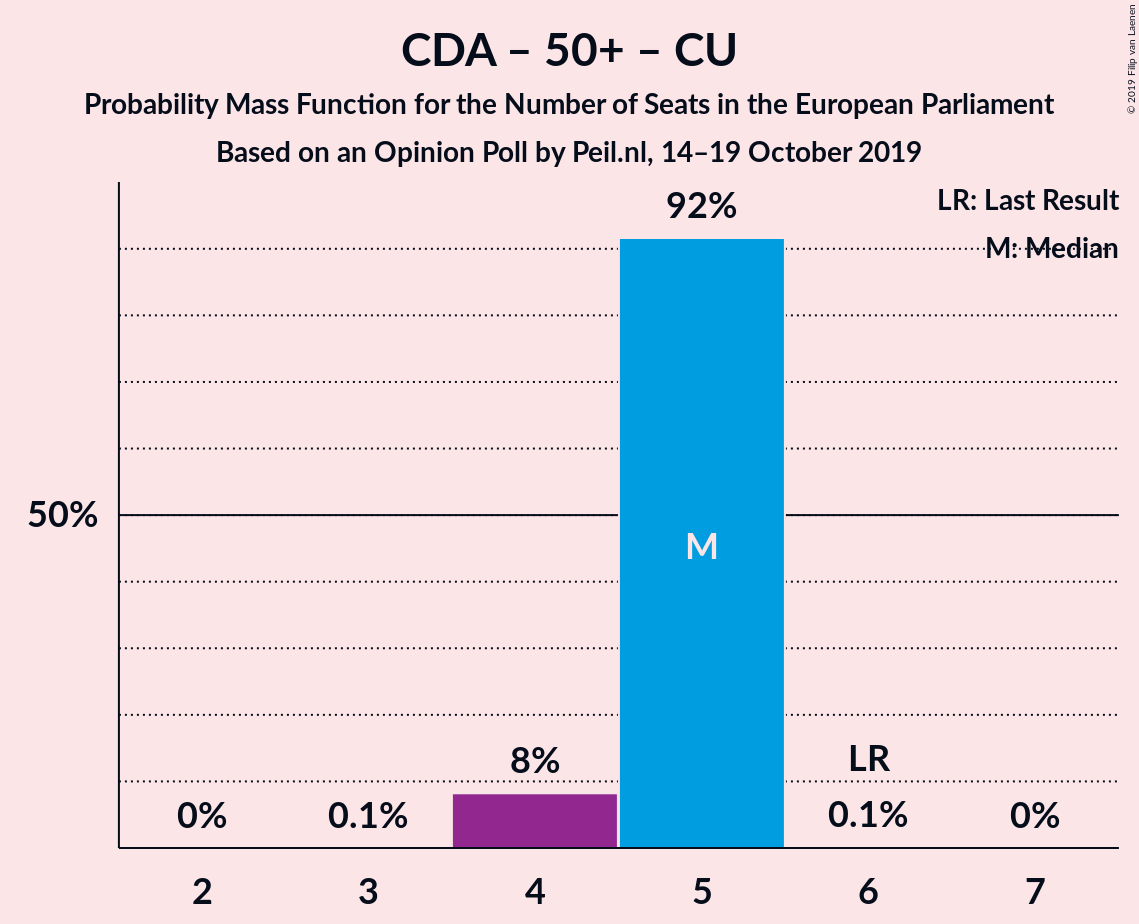 CDA – 50+ – CU
Probability Mass Function for the Number of Seats in the European Parliament
Based on an Opinion Poll by Peil.nl, 14–19 October 2019
© 2019 Filip van Laenen
LR: Last Result
M: Median
92%
50%
M
8%
LR
0%
0.1%
0.1%
0%
2 3 4 5 6 7